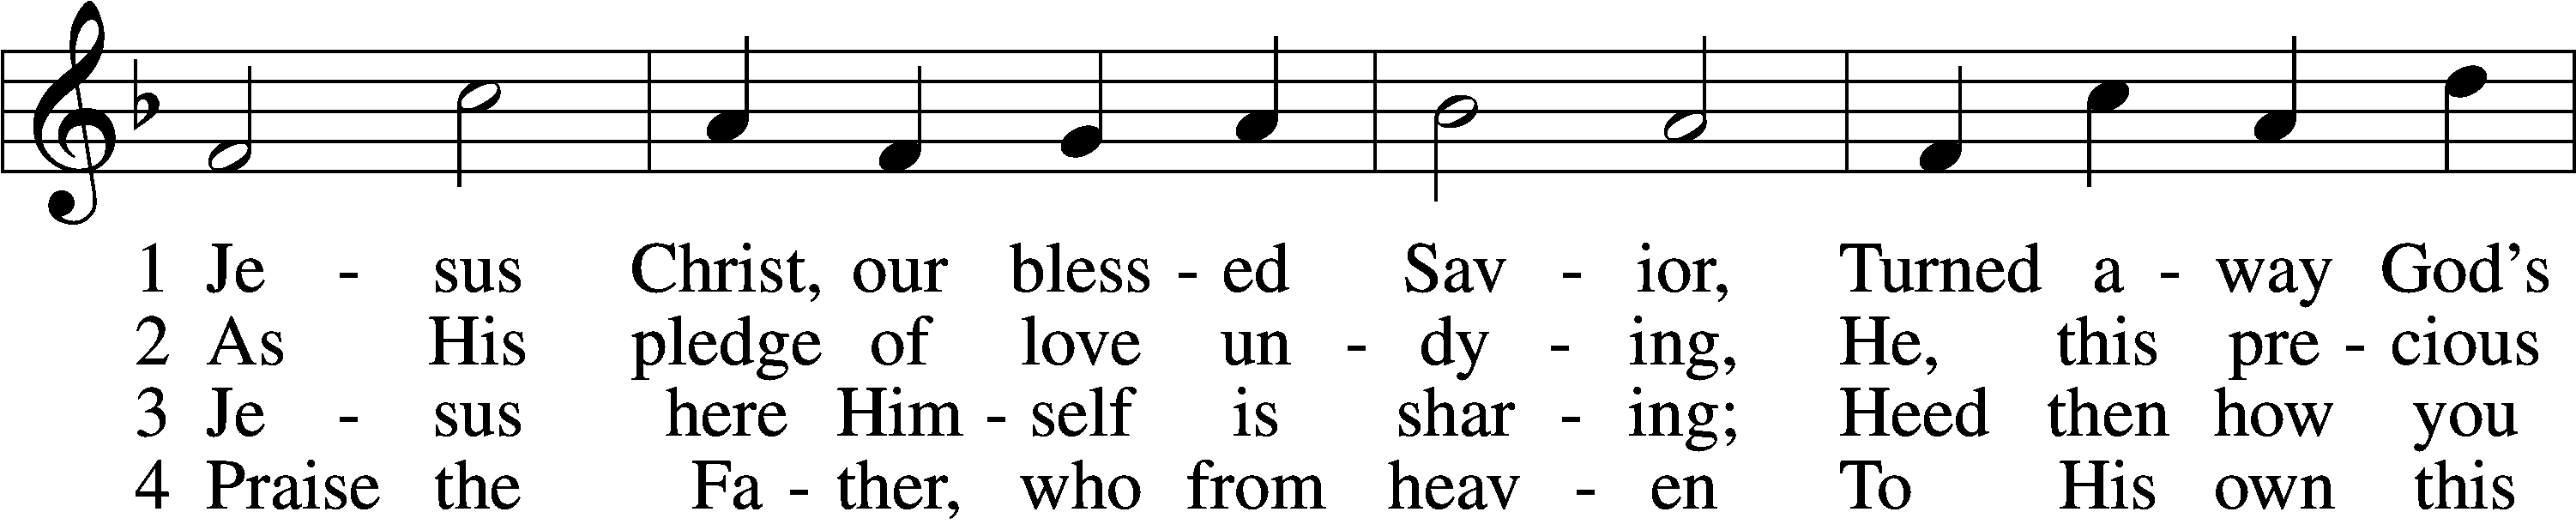 1 Je - sus Christ, our bless - ed Sav - ior, Turned a - way God's
2 As His pledge of love un - dy - ing, He, this pre - cious
3 Je - sus here Him - self is shar - ing; Heed then how you
4 Praise the Fa - ther, who from heav - en To His own this